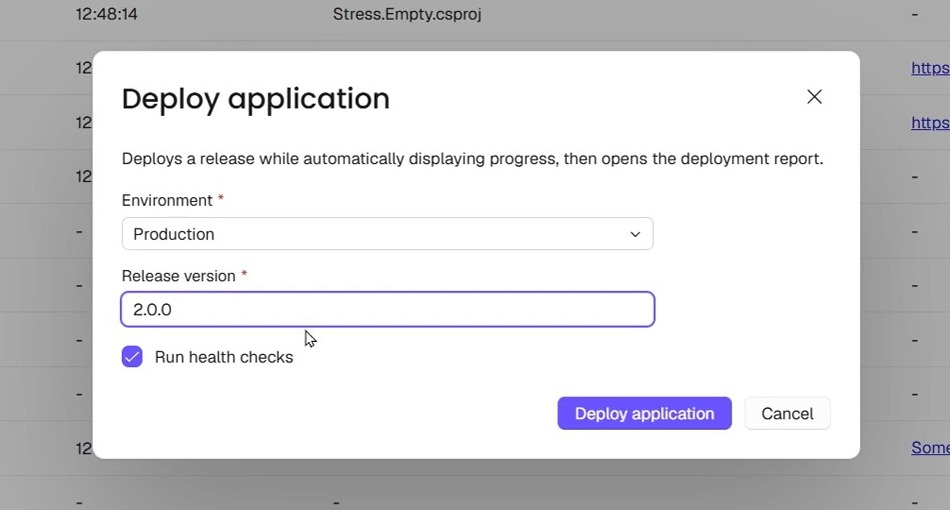 12:48:14 Stress.Empty.csproj -
Deploy application
12 https
Deploys a release while automatically displaying progress, then opens the deployment report.
12 https
12 -
Environment *
- Production -
Release version *
- -
2.0.0
- -
Run health checks
- -
Deploy application Cancel
12 Some
- - -